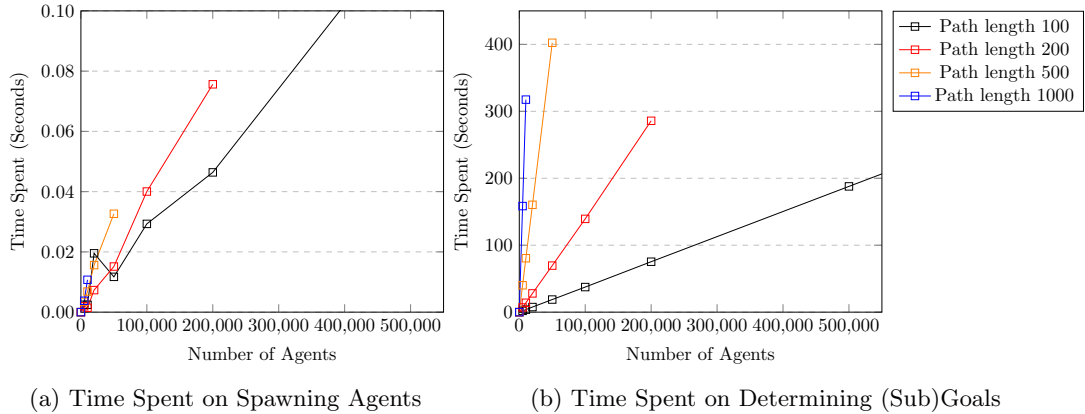 0.10
0.08
0.06
0.04
0.02
0.00
Time Spent (Seconds)
0
100,000
200,000
300,000
400,000
500,000
Number of Agents
(a) Time Spent on Spawning Agents
400
300
200
100
0
Time Spent (Seconds)
0
100,000
200,000
300,000
400,000
500,000
Number of Agents
(b) Time Spent on Determining (Sub)Goals
Path length 100
Path length 200
Path length 500
Path length 1000